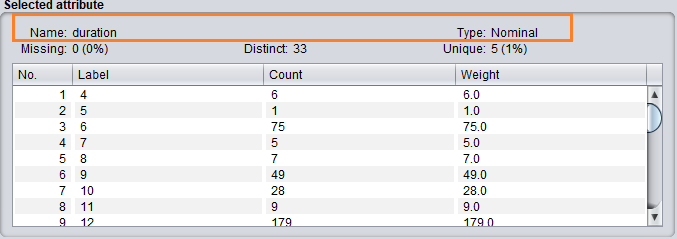 Selected attribute
Name: duration Type: Nominal
Missing: 0 (0%) Distinct: 33 Unique: 5 (1%)
No. Label Count Weight
1 4 6 6.0
2 5 1 1.0
3 6 75 75.0
4 7 5 5.0
5 8 7 7.0
6 9 49 49.0
7 10 28 28.0
8 11 9 9.0
9 12 179 179.0